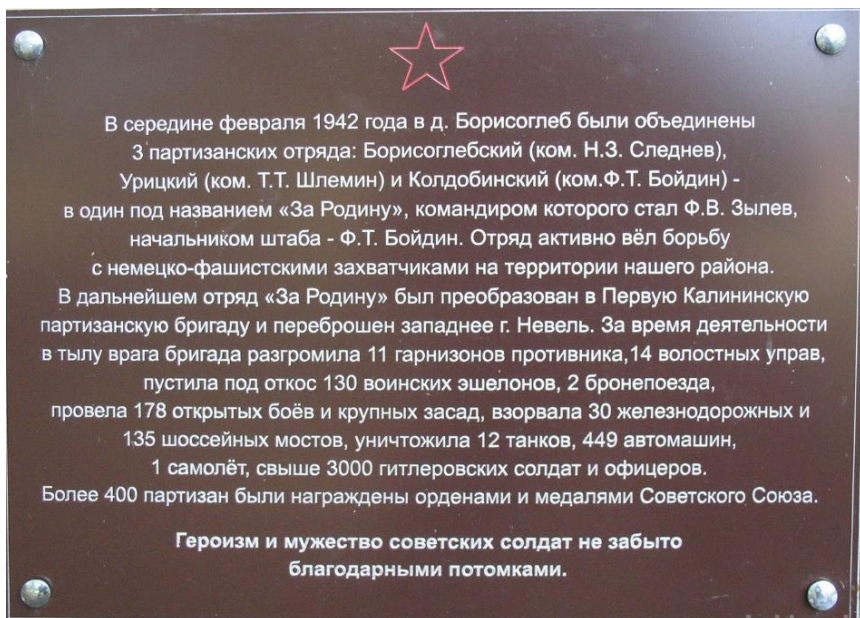 В середине февраля 1942 года в д. Борисоглеб были объединены
3 партизанских отряда: Борисоглебский (ком. Н.З. Следнев),
Урицкий (ком. Т.Т. Шлемин) и Колдобинский (ком.Ф.Т. Бойдин) -
в один под названием «За Родину», командиром которого стал Ф.В. Зылев,
начальником штаба - Ф.Т. Бойдин. Отряд активно вёл борьбу
с немецко-фашистскими захватчиками на территории нашего района.
В дальнейшем отряд «За Родину» был преобразован в Первую Калининскую
партизанскую бригаду и переброшен западнее г. Невель. За время деятельности
в тылу врага бригада разгромила 11 гарнизонов противника,14 волостных управ,
пустила под откос 130 воинских эшелонов, 2 бронепоезда,
провела 178 открытых боёв и крупных засад, взорвала 30 железнодорожных и
135 шоссейных мостов, уничтожила 12 танков, 449 автомашин,
1 самолёт, свыше 3000 гитлеровских солдат и офицеров.
Более 400 партизан были награждены орденами и медалями Советского Союза.
Героизм и мужество советских солдат не забыто
благодарными потомками.